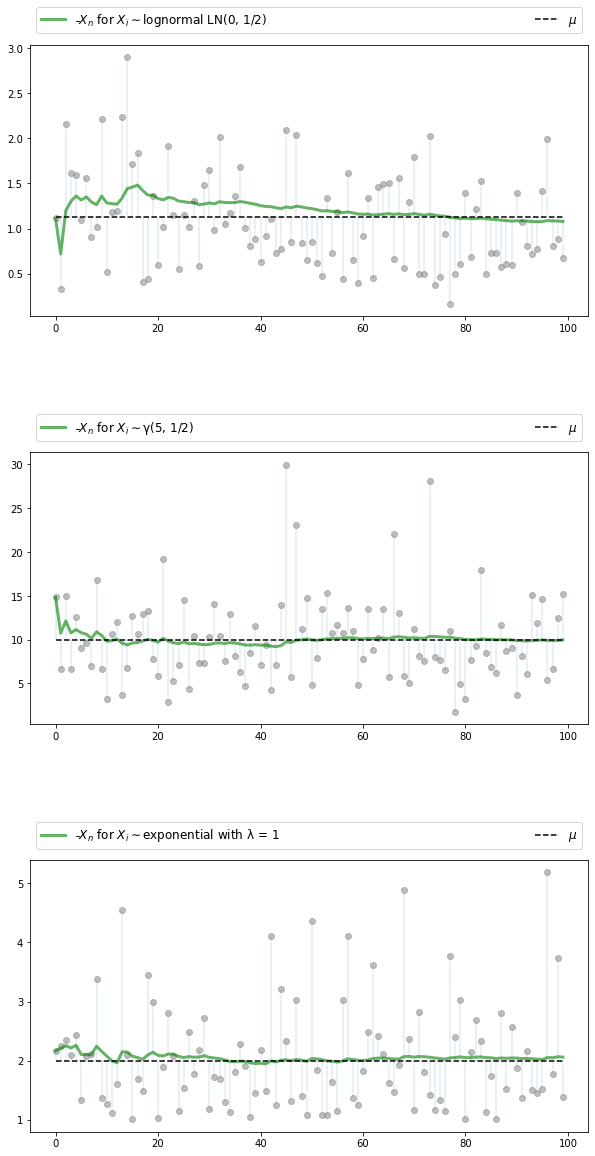 -Xₙ for Xᵢ ∼ lognormal LN(0, 1/2) μ
3.0
2.5
2.0
1.5
1.0
0.5
0 20 40 60 80 100
-Xₙ for Xᵢ ∼ γ(5, 1/2) μ
30
25
20
15
10
5
0 20 40 60 80 100
-Xₙ for Xᵢ ∼ exponential with λ = 1 μ
5
4
3
2
1
0 20 40 60 80 100